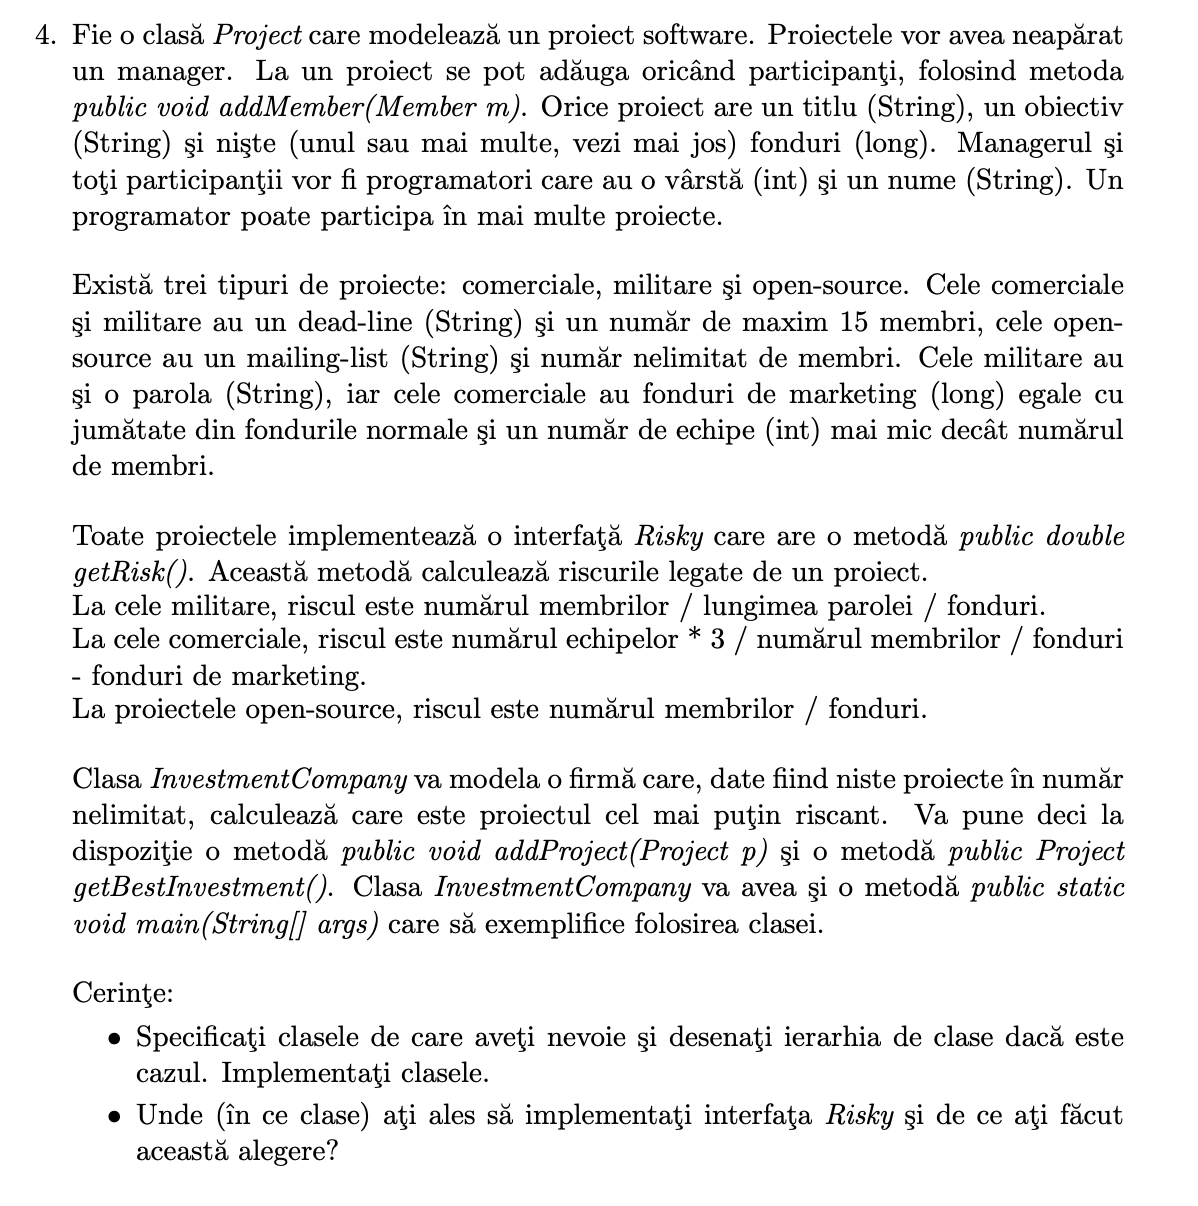 4. Fie o clasă Project care modelează un proiect software. Proiectele vor avea neapărat
un manager. La un proiect se pot adăuga oricând participanţi, folosind metoda
public void addMember(Member m). Orice proiect are un titlu (String), un obiectiv
(String) şi nişte (unul sau mai multe, vezi mai jos) fonduri (long). Managerul şi
toţi participanţii vor fi programatori care au o vârstă (int) şi un nume (String). Un
programator poate participa în mai multe proiecte.
Există trei tipuri de proiecte: comerciale, militare şi open-source. Cele comerciale
şi militare au un dead-line (String) şi un număr de maxim 15 membri, cele open-
source au un mailing-list (String) şi număr nelimitat de membri. Cele militare au
şi o parola (String), iar cele comerciale au fonduri de marketing (long) egale cu
jumătate din fondurile normale şi un număr de echipe (int) mai mic decât numărul
de membri.
Toate proiectele implementează o interfaţă Risky care are o metodă public double
getRisk(). Această metodă calculează riscurile legate de un proiect.
La cele militare, riscul este numărul membrilor / lungimea parolei / fonduri.
La cele comerciale, riscul este numărul echipelor * 3 / numărul membrilor / fonduri
- fonduri de marketing.
La proiectele open-source, riscul este numărul membrilor / fonduri.
Clasa InvestmentCompany va modela o firmă care, date fiind niste proiecte în număr
nelimitat, calculează care este proiectul cel mai puţin riscant. Va pune deci la
dispoziţie o metodă public void addProject(Project p) şi o metodă public Project
getBestInvestment(). Clasa InvestmentCompany va avea şi o metodă public static
void main(String[] args) care să exemplifice folosirea clasei.
Cerinţe:
• Specificaţi clasele de care aveţi nevoie şi desenaţi ierarhia de clase dacă este
cazul. Implementaţi clasele.
• Unde (în ce clase) aţi ales să implementaţi interfaţa Risky şi de ce aţi făcut
această alegere?